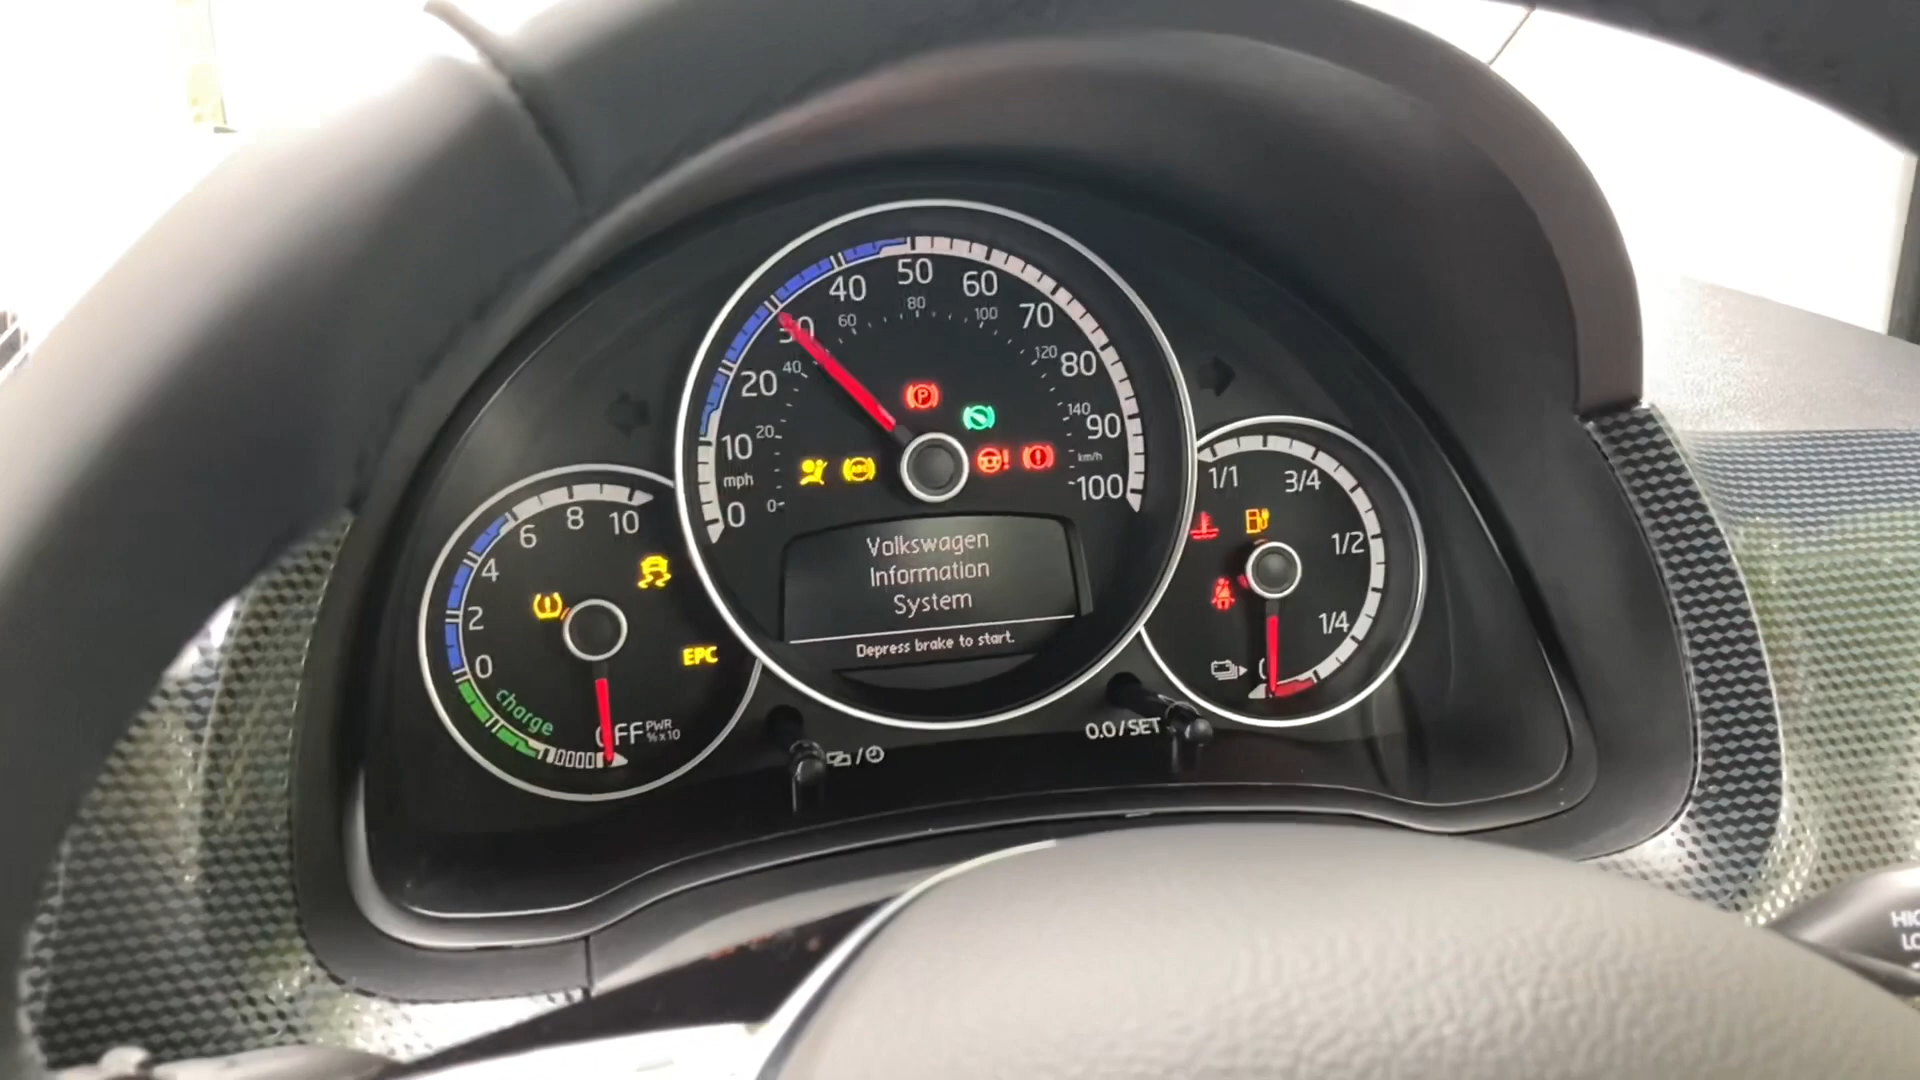 50
40
60
80
30
60
100
70
40
120
20
80
P
140
20
10
90
km/h
mph
ABS
100
0
0
1/1
3/4
6
8
10
Volkswagen
1/2
4
Information
System
2
1/4
Depress brake to start.
EPC
0
charge
OFF
PWR
%x10
0.0/SET